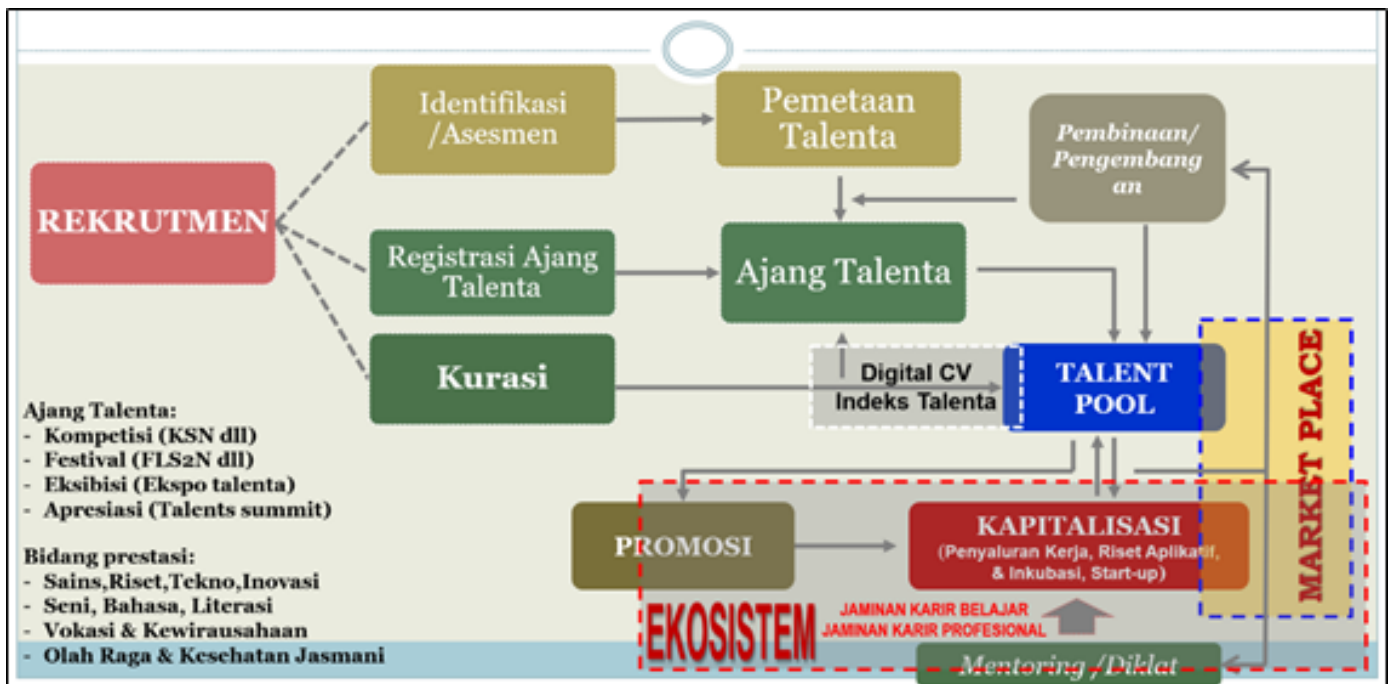 Identifikasi
/Asesmen
Pemetaan
Talenta
Pembinaan/
Pengembang
an
REKRUTMEN
Registrasi Ajang
Talenta
Ajang Talenta
Kurasi
Digital CV
Indeks Talenta
TALENT
POOL
MARKET PLACE
Ajang Talenta:
- Kompetisi (KSN dll)
- Festival (FLS2N dll)
- Eksibisi (Ekspo talenta)
- Apresiasi (Talents summit)
Bidang prestasi:
- Sains,Riset,Tekno,Inovasi
- Seni, Bahasa, Literasi
- Vokasi & Kewirausahaan
- Olah Raga & Kesehatan Jasmani
PROMOSI
KAPITALISASI
(Penyaluran Kerja, Riset Aplikatif,
& Inkubasi, Start-up)
EKOSISTEM
JAMINAN KARIR BELAJAR
JAMINAN KARIR PROFESIONAL
Mentoring /Diklat